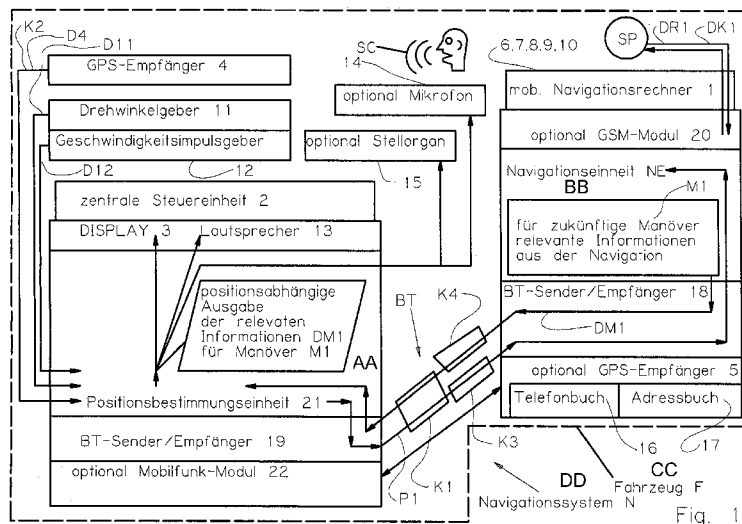 K2
D4
D11
GPS-Empfänger 4
Drehwinkelgeber 11
Geschwindigkeitsimpulsgeber
D12
12
SC
14
optional Mikrofon
optional Stellorgan
15
6,7,8,9,10
SP
DR1
DK1
mob. Navigationsrechner 1
optional GSM-Modul 20
Navigationseinheit NE
BB
M1
für zukünftige Manöver
relevante Informationen
aus der Navigation
BT-Sender/Empfänger 18
DM1
optional GPS-Empfänger 5
Telefonbuch
Adressbuch
16
17
zentrale Steuereinheit 2
DISPLAY 3
Lautsprecher 13
positionsabhängige
Ausgabe
der relevaten
Informationen DM1
für Manöver M1
AA
Positionsbestimmungseinheit 21
BT-Sender/Empfänger 19
optional Mobilfunk-Modul 22
BT
K4
P1
K1
K3
DD
Navigationssystem N
CC
Fahrzeug F
Fig. 1